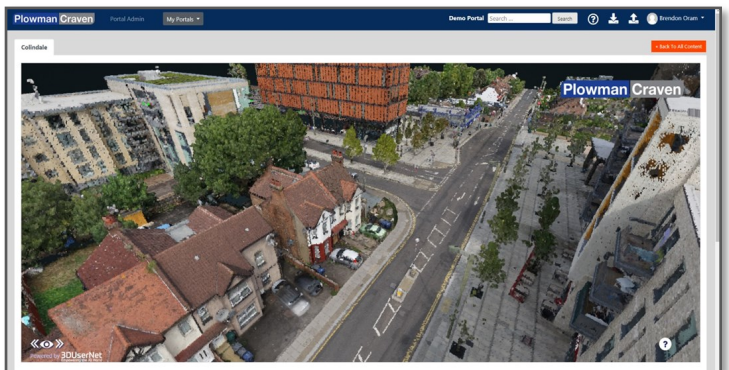 Plowman Craven
Portal Admin
My Portals
Demo Portal
Search ...
Search
Brendon Oram
Colindale
< Back To All Content
Plowman Craven
Powered by 3DUserNet